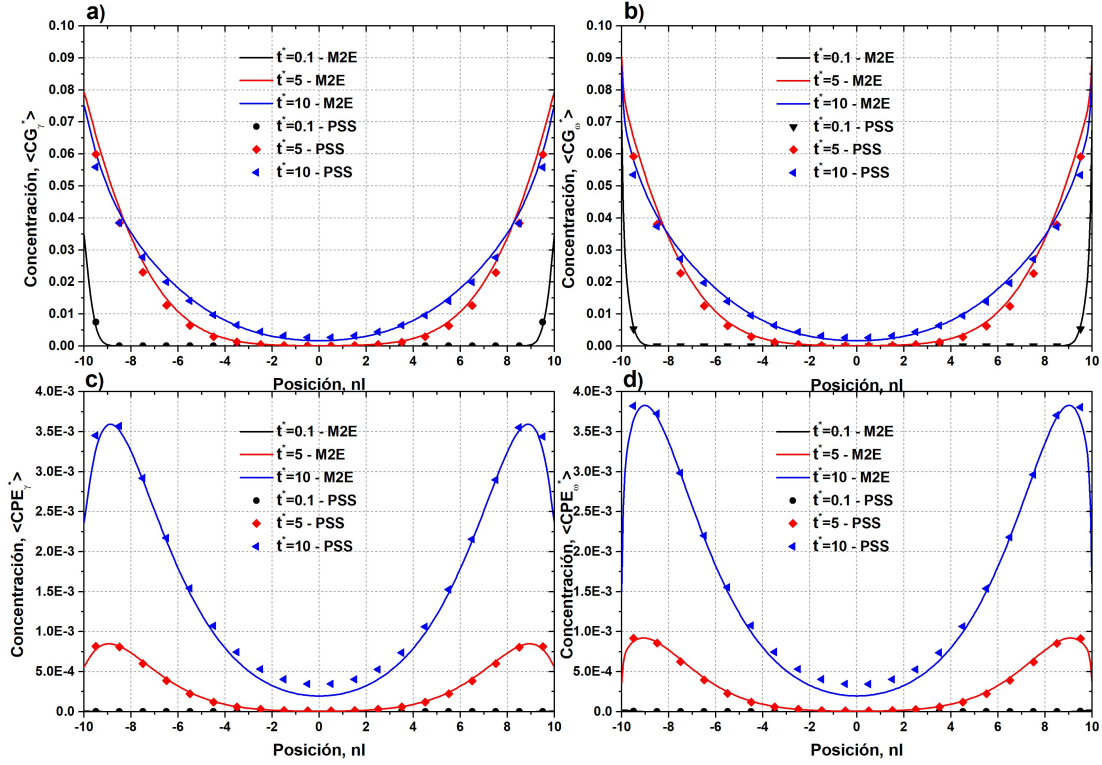 a)
Concentración, <CGγ*>
0.10
0.09
0.08
0.07
0.06
0.05
0.04
0.03
0.02
0.01
0.00
t*=0.1 - M2E
t*=5 - M2E
t*=10 - M2E
t*=0.1 - PSS
t*=5 - PSS
t*=10 - PSS
-10 -8 -6 -4 -2 0 2 4 6 8 10
Posición, nl
b)
Concentración, <CGω*>
0.10
0.09
0.08
0.07
0.06
0.05
0.04
0.03
0.02
0.01
0.00
t*=0.1 - M2E
t*=5 - M2E
t*=10 - M2E
t*=0.1 - PSS
t*=5 - PSS
t*=10 - PSS
-10 -8 -6 -4 -2 0 2 4 6 8 10
Posición, nl
c)
Concentración, <CPEγ*>
4.0E-3
3.5E-3
3.0E-3
2.5E-3
2.0E-3
1.5E-3
1.0E-3
5.0E-4
0.0
t*=0.1 - M2E
t*=5 - M2E
t*=10 - M2E
t*=0.1 - PSS
t*=5 - PSS
t*=10 - PSS
-10 -8 -6 -4 -2 0 2 4 6 8 10
Posición, nl
d)
Concentración, <CPEω*>
4.0E-3
3.5E-3
3.0E-3
2.5E-3
2.0E-3
1.5E-3
1.0E-3
5.0E-4
0.0
t*=0.1 - M2E
t*=5 - M2E
t*=10 - M2E
t*=0.1 - PSS
t*=5 - PSS
t*=10 - PSS
-10 -8 -6 -4 -2 0 2 4 6 8 10
Posición, nl